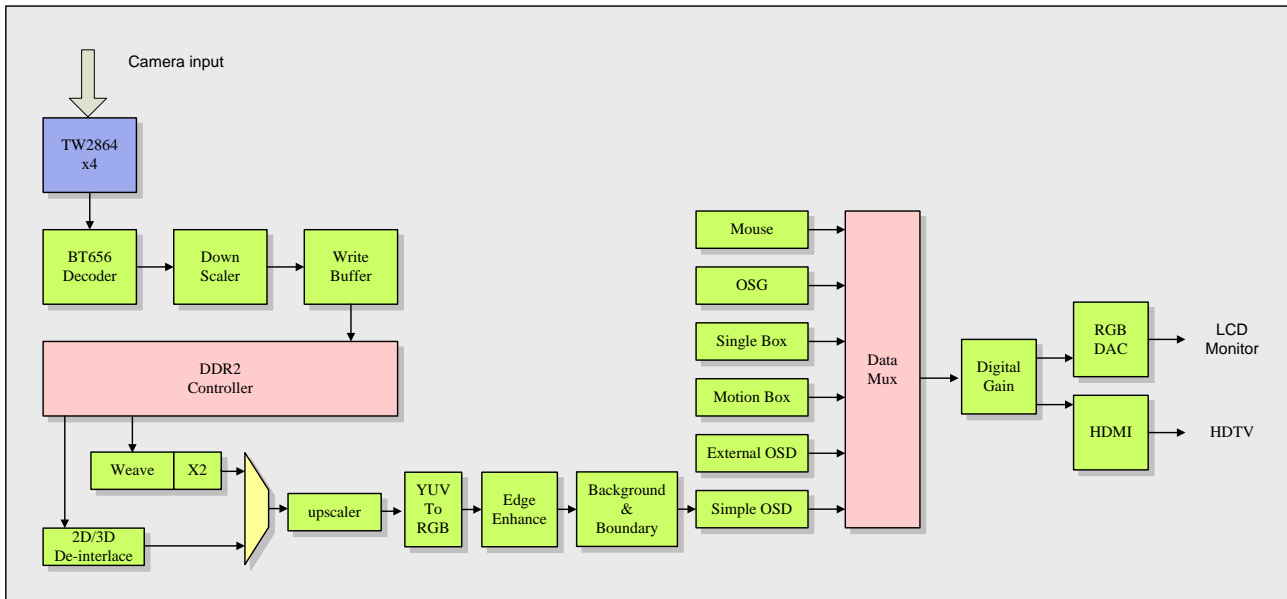 Camera input
TW2864
x4
BT656
Decoder
Down
Scaler
Write
Buffer
DDR2
Controller
Weave
X2
2D/3D
De-interlace
upscaler
YUV
To
RGB
Edge
Enhance
Background
&
Boundary
Mouse
OSG
Single Box
Motion Box
External OSD
Simple OSD
Data
Mux
Digital
Gain
RGB
DAC
LCD
Monitor
HDMI
HDTV